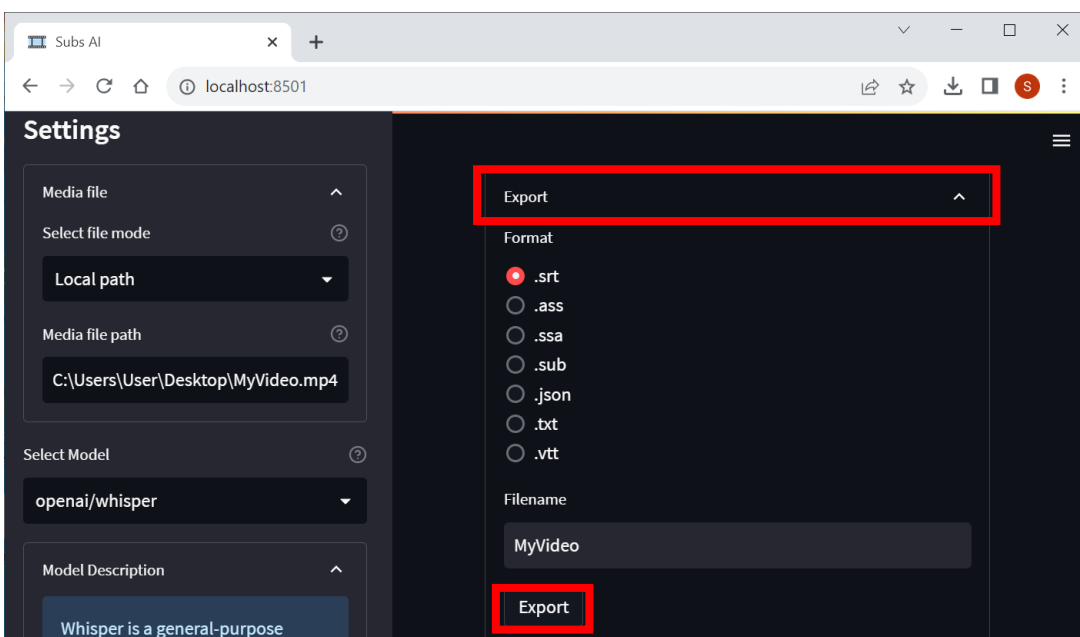 Subs AI
localhost:8501
S
Settings
Media file
Select file mode
Local path
Media file path
C:\Users\User\Desktop\MyVideo.mp4
Select Model
openai/whisper
Model Description
Whisper is a general-purpose
Export
Format
.srt
.ass
.ssa
.sub
.json
.txt
.vtt
Filename
MyVideo
Export